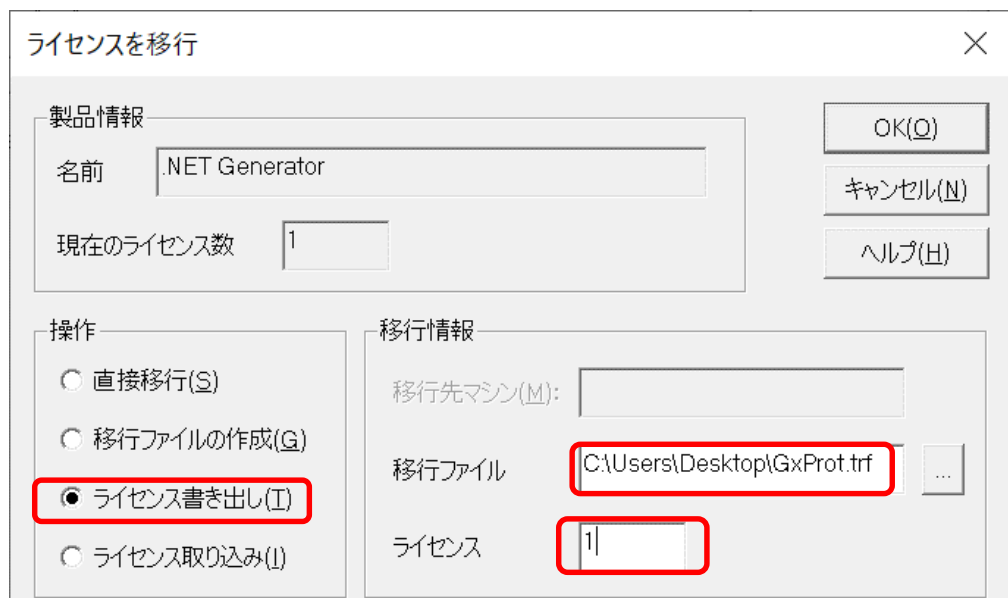 ライセンスを移行
製品情報
名前 .NET Generator
現在のライセンス数 1
OK(O)
キャンセル(N)
ヘルプ(H)
操作
直接移行(S)
移行ファイルの作成(G)
ライセンス書き出し(T)
ライセンス取り込み(I)
移行情報
移行先マシン(M):
移行ファイル C:\Users\Desktop\GxProt.trf ...
ライセンス 1